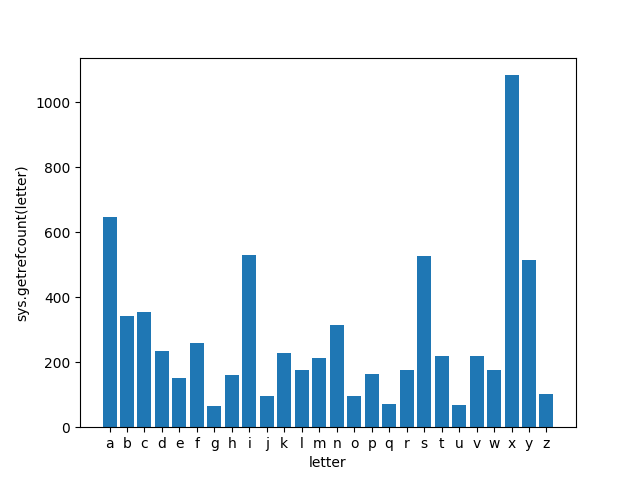 sys.getrefcount(letter)
1000
800
600
400
200
0
a b c d e f g h i j k l m n o p q r s t u v w x y z
letter